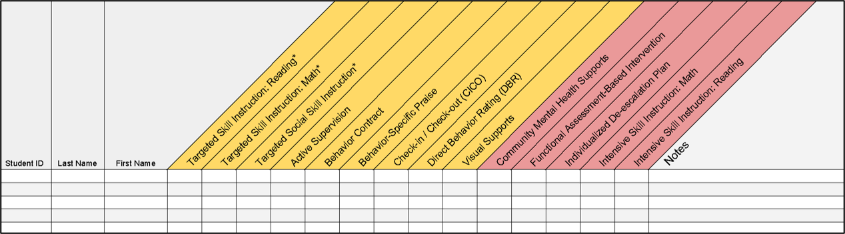 Student ID
Last Name
First Name
Targeted Skill Instruction: Reading*
Targeted Skill Instruction: Math*
Targeted Social Skill Instruction*
Active Supervision
Behavior Contract
Behavior-Specific Praise
Check-in / Check-out (CICO)
Direct Behavior Rating (DBR)
Visual Supports
Community Mental Health Supports
Functional Assessment-Based Intervention
Individualized De-escalation Plan
Intensive Skill Instruction: Math
Intensive Skill Instruction: Reading
Notes